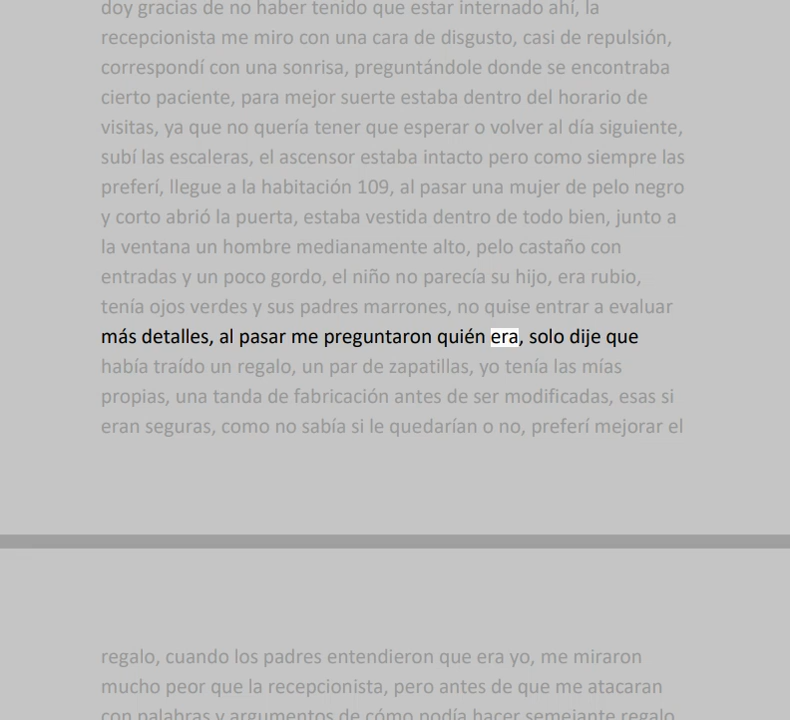 doy gracias de no haber tenido que estar internado ahí, la
recepcionista me miro con una cara de disgusto, casi de repulsión,
correspondí con una sonrisa, preguntándole donde se encontraba
cierto paciente, para mejor suerte estaba dentro del horario de
visitas, ya que no quería tener que esperar o volver al día siguiente,
subí las escaleras, el ascensor estaba intacto pero como siempre las
preferí, llegue a la habitación 109, al pasar una mujer de pelo negro
y corto abrió la puerta, estaba vestida dentro de todo bien, junto a
la ventana un hombre medianamente alto, pelo castaño con
entradas y un poco gordo, el niño no parecía su hijo, era rubio,
tenía ojos verdes y sus padres marrones, no quise entrar a evaluar
más detalles, al pasar me preguntaron quién era, solo dije que
había traído un regalo, un par de zapatillas, yo tenía las mías
propias, una tanda de fabricación antes de ser modificadas, esas si
eran seguras, como no sabía si le quedarían o no, preferí mejorar el
regalo, cuando los padres entendieron que era yo, me miraron
mucho peor que la recepcionista, pero antes de que me atacaran
con palabras y argumentos de cómo podía hacer semejante regalo